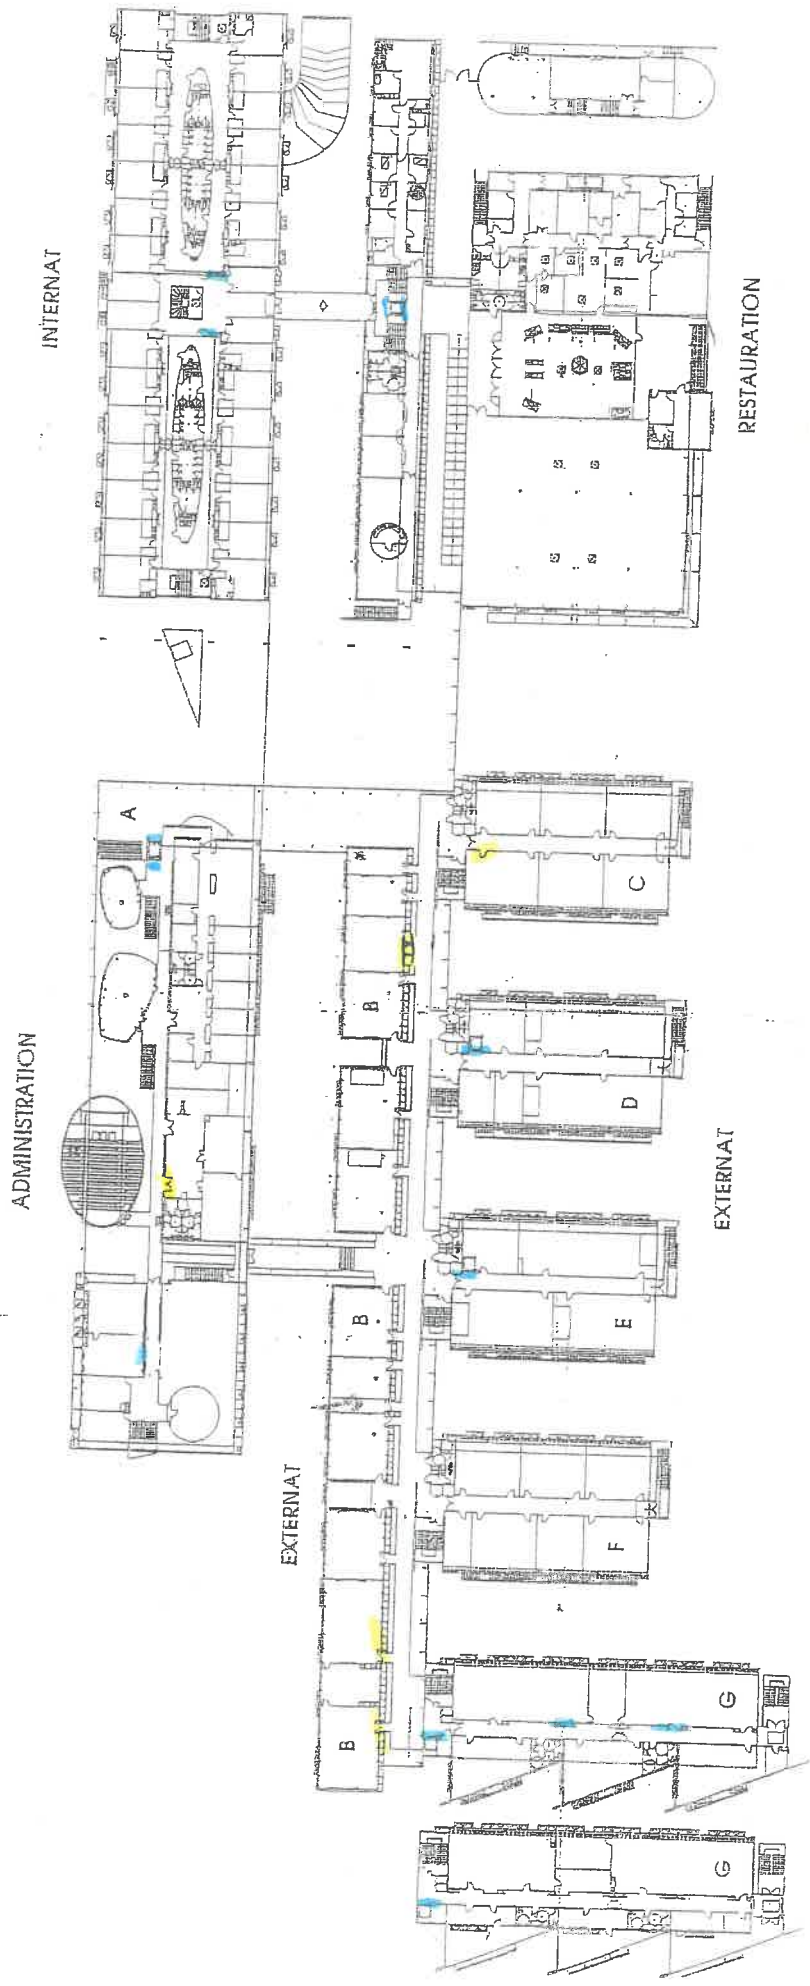 INTERNAT
RESTAURATION
ADMINISTRATION
A
B
C
D
EXTERNAT
E
B
EXTERNAT
F
B
G
G